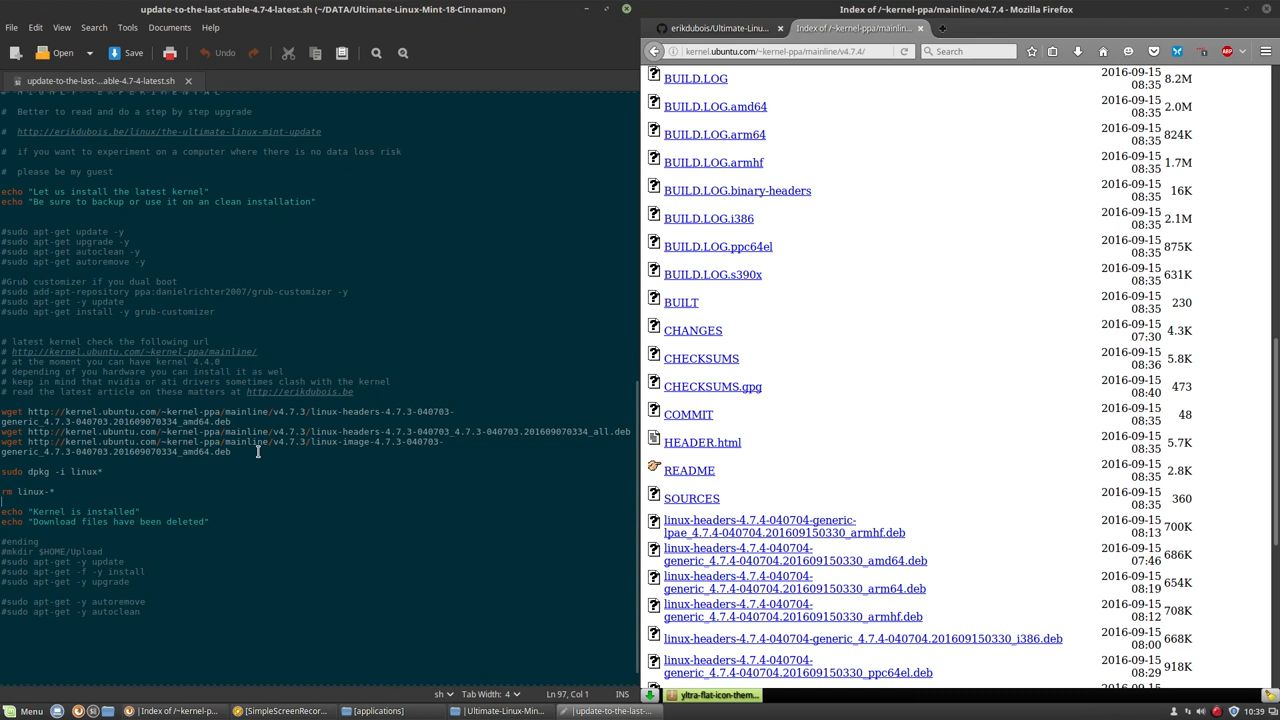 update-to-the-last-stable-4.7-4-latest.sh (~/DATA/Ultimate-Linux-Mint-18-Cinnamon)
File Edit View Search Tools Documents Help
Open Save Undo
update-to-the-last-...able-4.7-4-latest.sh
# Better to read and do a step by step upgrade
# http://erikdubois.be/linux/the-ultimate-linux-mint-update
# if you want to experiment on a computer where there is no data loss risk
# please be my guest
echo "Let us install the latest kernel"
echo "Be sure to backup or use it on an clean installation"
#sudo apt-get update -y
#sudo apt-get upgrade -y
#sudo apt-get autoclean -y
#sudo apt-get autoremove -y
#Grub customizer if you dual boot
#sudo add-apt-repository ppa:danielrichter2007/grub-customizer -y
#sudo apt-get -y update
#sudo apt-get install -y grub-customizer
# latest kernel check the following url
# http://kernel.ubuntu.com/~kernel-ppa/mainline/
# at the moment you can have kernel 4.4.0
# depending of you hardware you can install it as wel
# keep in mind that nvidia or ati drivers sometimes clash with the kernel
# read the latest article on these matters at http://erikdubois.be
wget http://kernel.ubuntu.com/~kernel-ppa/mainline/v4.7.3/linux-headers-4.7.3-040703-
generic_4.7.3-040703.201609070334_amd64.deb
wget http://kernel.ubuntu.com/~kernel-ppa/mainline/v4.7.3/linux-headers-4.7.3-040703_4.7.3-040703.201609070334_all.deb
wget http://kernel.ubuntu.com/~kernel-ppa/mainline/v4.7.3/linux-image-4.7.3-040703-
generic_4.7.3-040703.201609070334_amd64.deb
sudo dpkg -i linux*
rm linux-*
echo "Kernel is installed"
echo "Download files have been deleted"
#ending
#mkdir $HOME/Upload
#sudo apt-get -y update
#sudo apt-get -f -y install
#sudo apt-get -y upgrade
#sudo apt-get -y autoremove
#sudo apt-get -y autoclean
sh Tab Width: 4 Ln 97, Col 1 INS
Index of /~kernel-ppa/mainline/v4.7.4 - Mozilla Firefox
erikdubois/Ultimate-Linu... Index of /~kernel-ppa/mainlin...
kernel.ubuntu.com/~kernel-ppa/mainline/v4.7.4/ Search ABP
BUILD.LOG 2016-09-15 08:35 8.2M
BUILD.LOG.amd64 2016-09-15 08:35 2.0M
BUILD.LOG.arm64 2016-09-15 08:35 824K
BUILD.LOG.armhf 2016-09-15 08:35 1.7M
BUILD.LOG.binary-headers 2016-09-15 08:35 16K
BUILD.LOG.i386 2016-09-15 08:35 2.1M
BUILD.LOG.ppc64el 2016-09-15 08:35 875K
BUILD.LOG.s390x 2016-09-15 08:35 631K
BUILT 2016-09-15 08:35 230
CHANGES 2016-09-15 07:30 4.3K
CHECKSUMS 2016-09-15 08:36 5.8K
CHECKSUMS.gpg 2016-09-15 08:40 473
COMMIT 2016-09-15 08:35 48
HEADER.html 2016-09-15 08:35 5.7K
README 2016-09-15 08:35 2.8K
SOURCES 2016-09-15 08:35 360
linux-headers-4.7.4-040704-generic-
lpae_4.7.4-040704.201609150330_armhf.deb 2016-09-15 08:13 700K
linux-headers-4.7.4-040704-
generic_4.7.4-040704.201609150330_amd64.deb 2016-09-15 07:46 686K
linux-headers-4.7.4-040704-
generic_4.7.4-040704.201609150330_arm64.deb 2016-09-15 08:19 654K
linux-headers-4.7.4-040704-
generic_4.7.4-040704.201609150330_armhf.deb 2016-09-15 08:12 708K
linux-headers-4.7.4-040704-generic_4.7.4-040704.201609150330_i386.deb 2016-09-15 08:00 668K
linux-headers-4.7.4-040704-
generic_4.7.4-040704.201609150330_ppc64el.deb 2016-09-15 08:29 918K
yltra-flat-icon-them...
Menu Index of /~kernel-p... [SimpleScreenRecor... [applications] [Ultimate-Linux-Min... [update-to-the-last-... 10:39